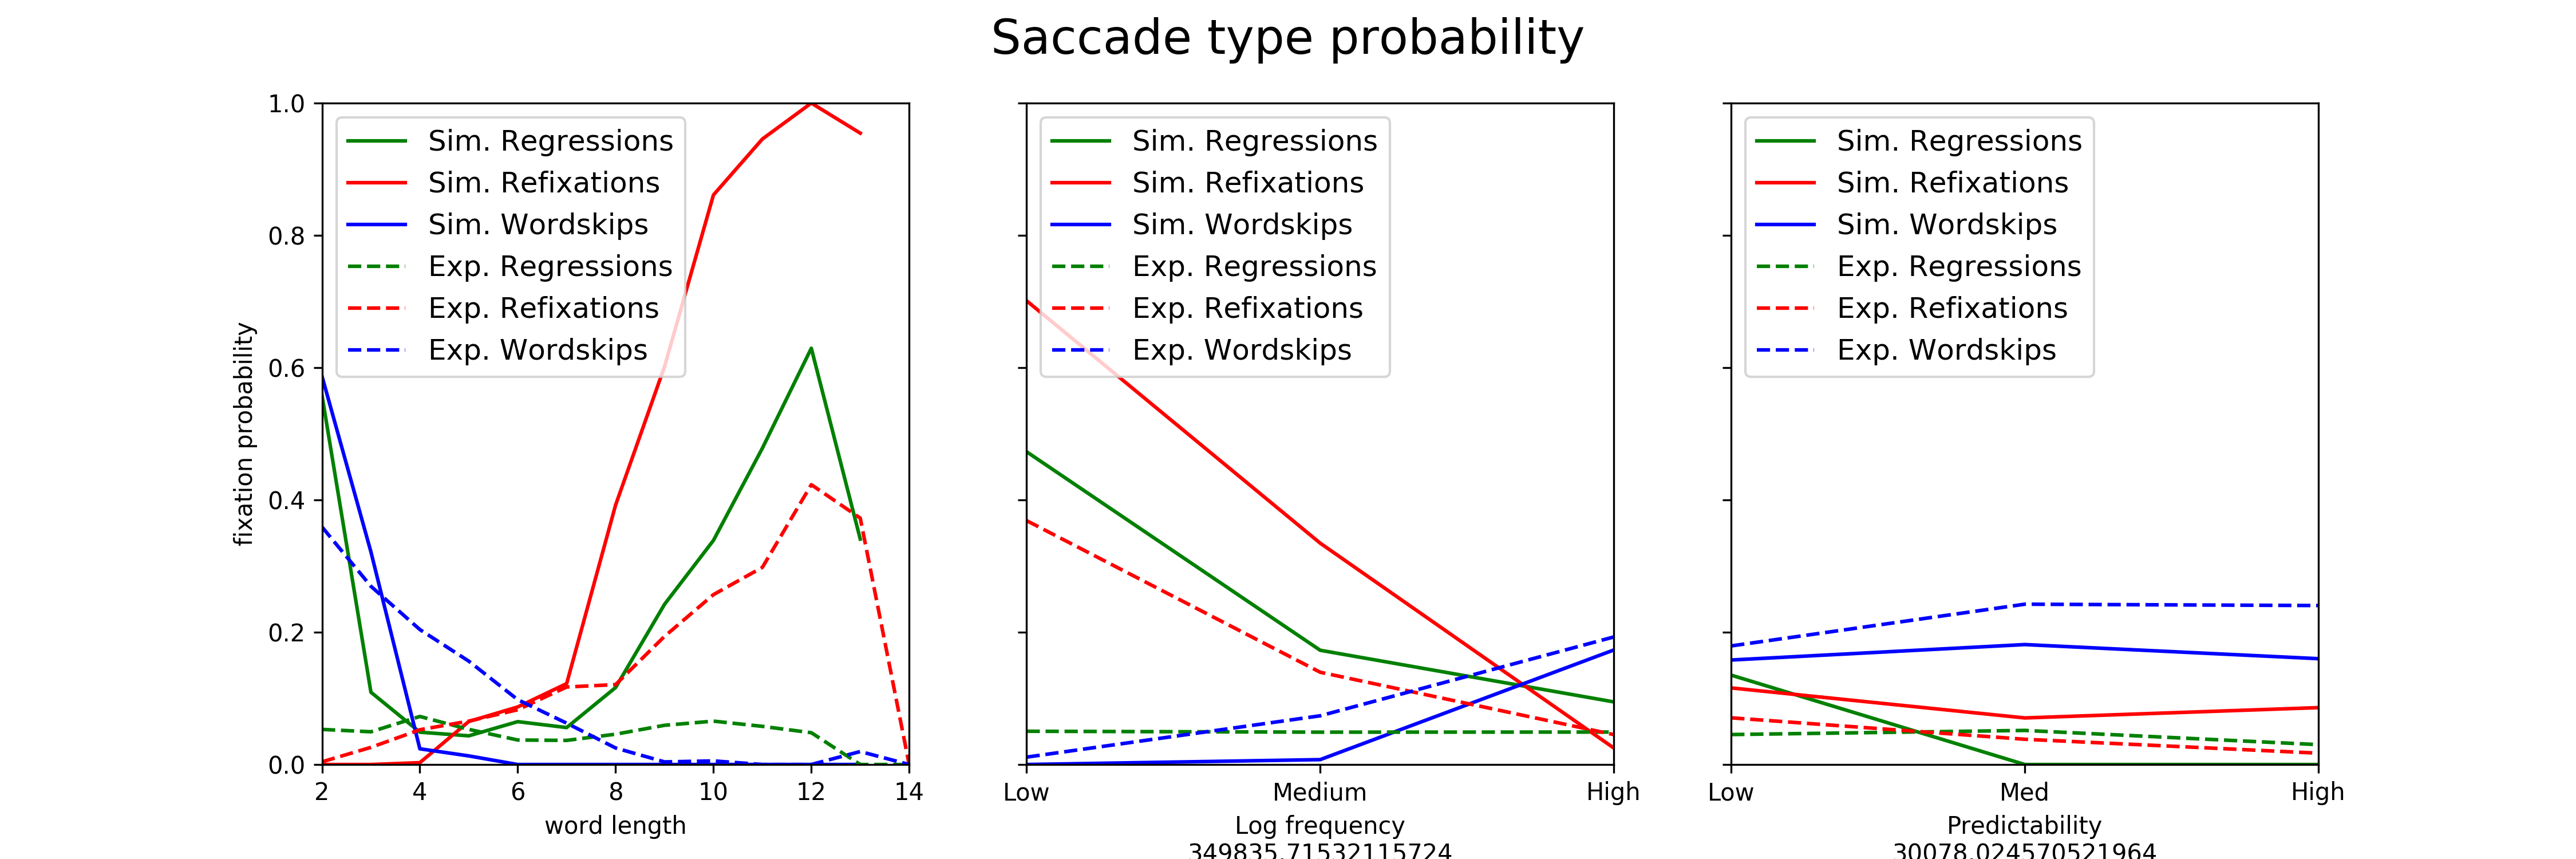 Saccade type probability
fixation probability
1.0
0.8
0.6
0.4
0.2
0.0
Sim. Regressions
Sim. Refixations
Sim. Wordskips
Exp. Regressions
Exp. Refixations
Exp. Wordskips
2 4 6 8 10 12 14
word length
Sim. Regressions
Sim. Refixations
Sim. Wordskips
Exp. Regressions
Exp. Refixations
Exp. Wordskips
Low Medium High
Log frequency
349835.71532115724
Sim. Regressions
Sim. Refixations
Sim. Wordskips
Exp. Regressions
Exp. Refixations
Exp. Wordskips
Low Med High
Predictability
30078.024570521964